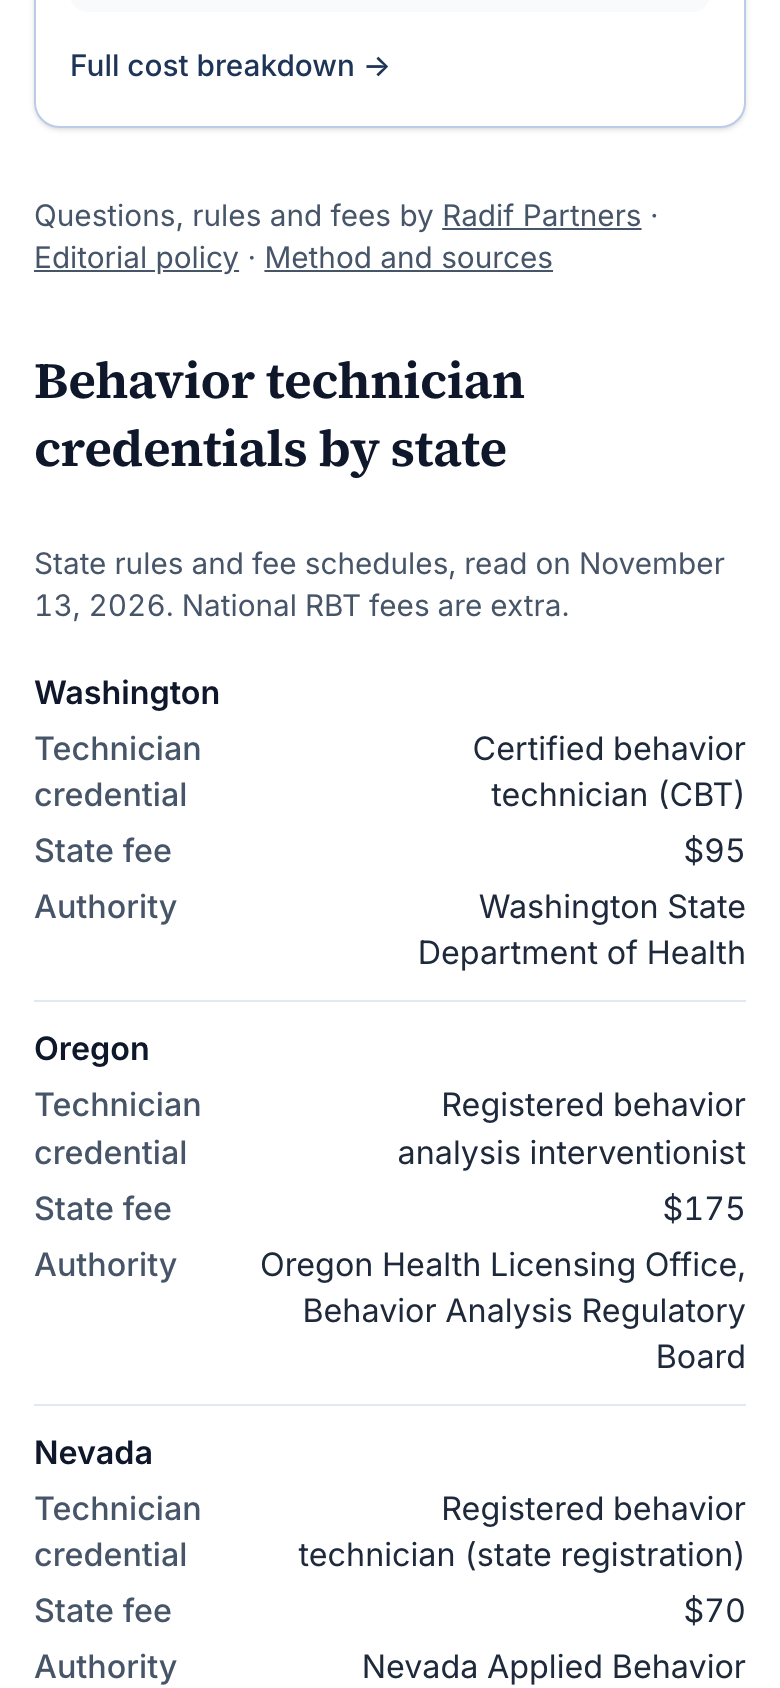 Full cost breakdown →
Questions, rules and fees by Radif Partners ·
Editorial policy · Method and sources
Behavior technician
credentials by state
State rules and fee schedules, read on November
13, 2026. National RBT fees are extra.
Washington
Technician credential
Certified behavior technician (CBT)
State fee $95
Authority Washington State
Department of Health
Oregon
Technician credential
Registered behavior analysis interventionist
State fee $175
Authority Oregon Health Licensing Office,
Behavior Analysis Regulatory
Board
Nevada
Technician credential
Registered behavior technician (state registration)
State fee $70
Authority Nevada Applied Behavior